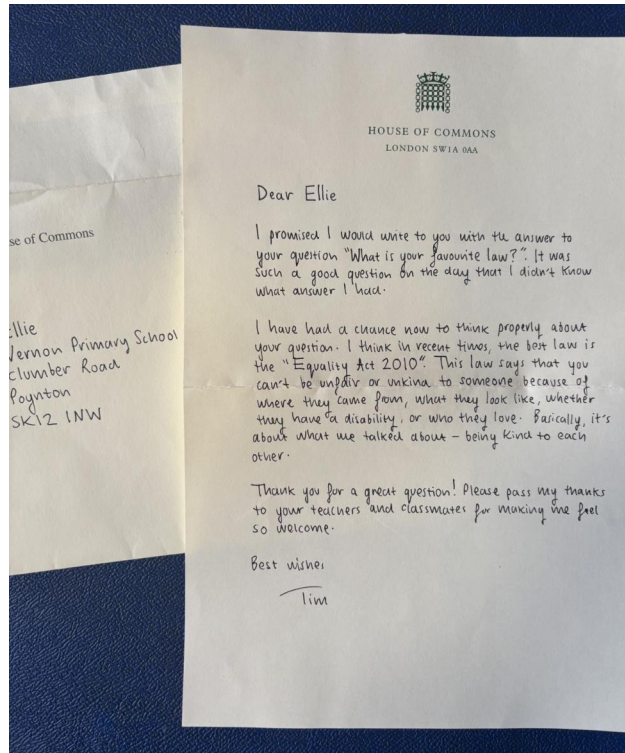 HOUSE OF COMMONS
LONDON SW1A 0AA
Dear Ellie
I promised I would write to you with the answer to
your question "What is your favourite law?". It was
such a good question on the day that I didn't know
what answer I had.
I have had a chance now to think properly about
your question. I think in recent times, the best law is
the "Equality Act 2010". This law says that you
can't be unfair or unkind to someone because of
where they came from, what they look like, whether
they have a disability, or who they love. Basically, it's
about what we talked about – being kind to each
other.
Thank you for a great question! Please pass my thanks
to your teachers and classmates for making me feel
so welcome.
Best wishes
Tim
se of Commons
llie
Vernon Primary School
Clumber Road
Poynton
SK12 1NW